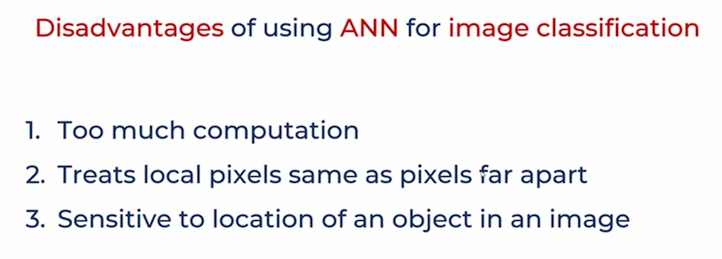 Disadvantages of using ANN for image classification
1. Too much computation
2. Treats local pixels same as pixels far apart
3. Sensitive to location of an object in an image